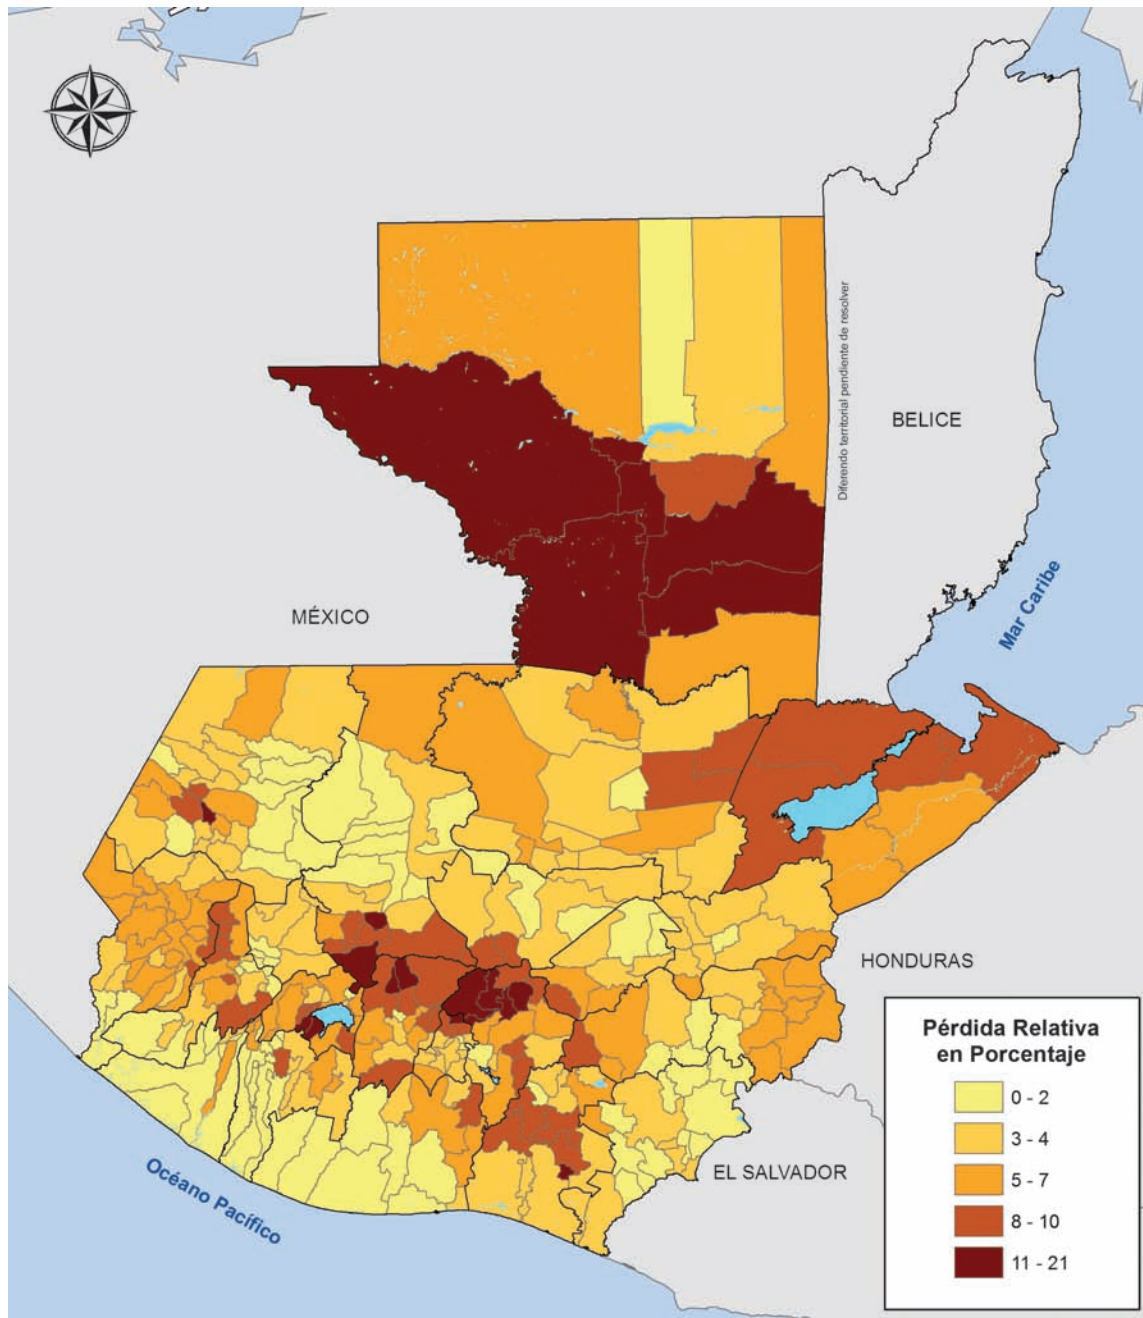 Diferendo territorial pendiente de resolver
BELICE
MÉXICO
Mar Caribe
HONDURAS
Pérdida Relativa
en Porcentaje
0 - 2
3 - 4
5 - 7
8 - 10
11 - 21
EL SALVADOR
Océano Pacífico